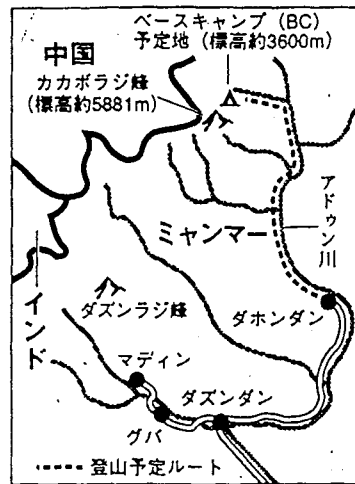 ベースキャンプ（BC）
予定地（標高約3600m）
中国
カカボラジ峰
（標高約5881m）
アドゥン川
ミャンマー
インド
ダズンラジ峰
ダホンダン
マディン
ダズンダン
グバ
登山予定ルート